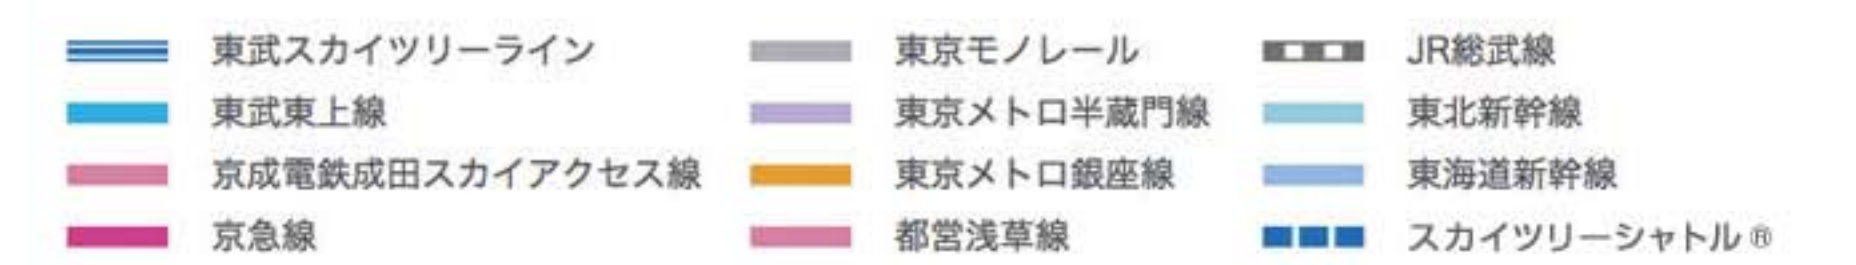 東武スカイツリーライン
東武東上線
京成電鉄成田スカイアクセス線
京急線
東京モノレール
東京メトロ半蔵門線
東京メトロ銀座線
都営浅草線
JR総武線
東北新幹線
東海道新幹線
スカイツリーシャトル®